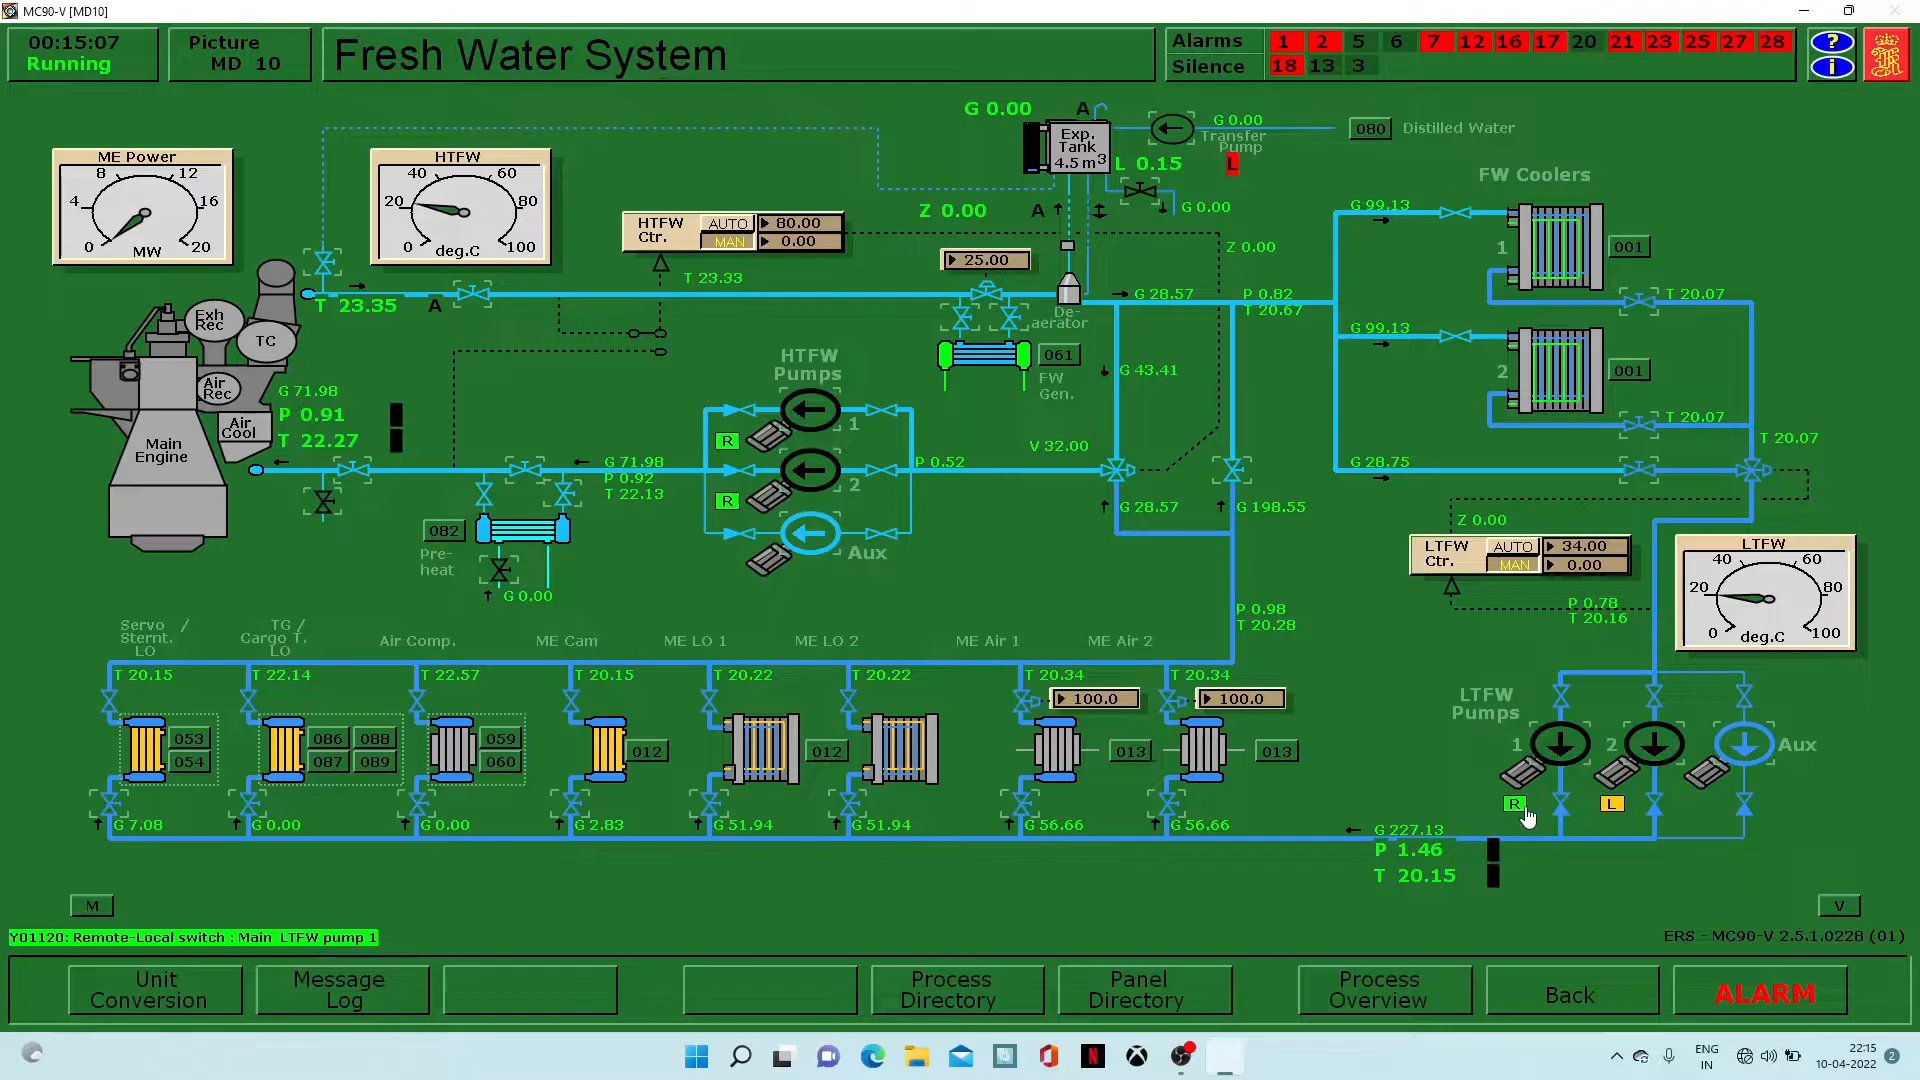 MC90-V [MD10]
00:15:07
Running
Picture
MD 10
Fresh Water System
Alarms 1 2 5 6 7 12 16 17 20 21 23 25 27 28
Silence 18 13 3
?
i
G 0.00
A
Exp.
Tank
4.5 m3
G 0.00
Transfer
Pump
L
080 Distilled Water
L 0.15
Z 0.00
A
G 0.00
FW Coolers
ME Power
8 12
4 16
0 20
MW
HTFW
40 60
20 80
0 100
deg.C
HTFW
Ctr.
AUTO 80.00
MAN 0.00
T 23.33
25.00
Z 0.00
G 99.13
1 001
T 20.07
T 23.35 A
G 28.57
P 0.82
T 20.67
De-
aerator
061
FW
Gen.
G 99.13
2 001
T 20.07
Exh
Rec
TC
Air
Rec
Air
Cool
Main
Engine
G 71.98
P 0.91
T 22.27
HTFW
Pumps
1
R
2
R
Aux
G 43.41
V 32.00
T 20.07
G 71.98
P 0.92
T 22.13
P 0.52
G 28.75
G 28.57
G 198.55
082
Pre-
heat
G 0.00
Z 0.00
LTFW
Ctr.
AUTO 34.00
MAN 0.00
P 0.78
T 20.16
LTFW
40 60
20 80
0 100
deg.C
P 0.98
T 20.28
Servo /
Sternt.
LO
TG /
Cargo T.
LO
Air Comp.
ME Cam
ME LO 1
ME LO 2
ME Air 1
ME Air 2
T 20.15
T 22.14
T 22.57
T 20.15
T 20.22
T 20.22
T 20.34
T 20.34
100.0
100.0
053
054
086 088
087 089
059
060
012
012
013
013
LTFW
Pumps
1
2
Aux
R
L
G 7.08
G 0.00
G 0.00
G 2.83
G 51.94
G 51.94
G 56.66
G 56.66
G 227.13
P 1.46
T 20.15
M
V
Y01120: Remote-Local switch : Main LTFW pump 1
ERS - MC90-V 2.5.1.0228 (01)
Unit
Conversion
Message
Log
Process
Directory
Panel
Directory
Process
Overview
Back
ALARM
ENG
IN
22:15
10-04-2022
2